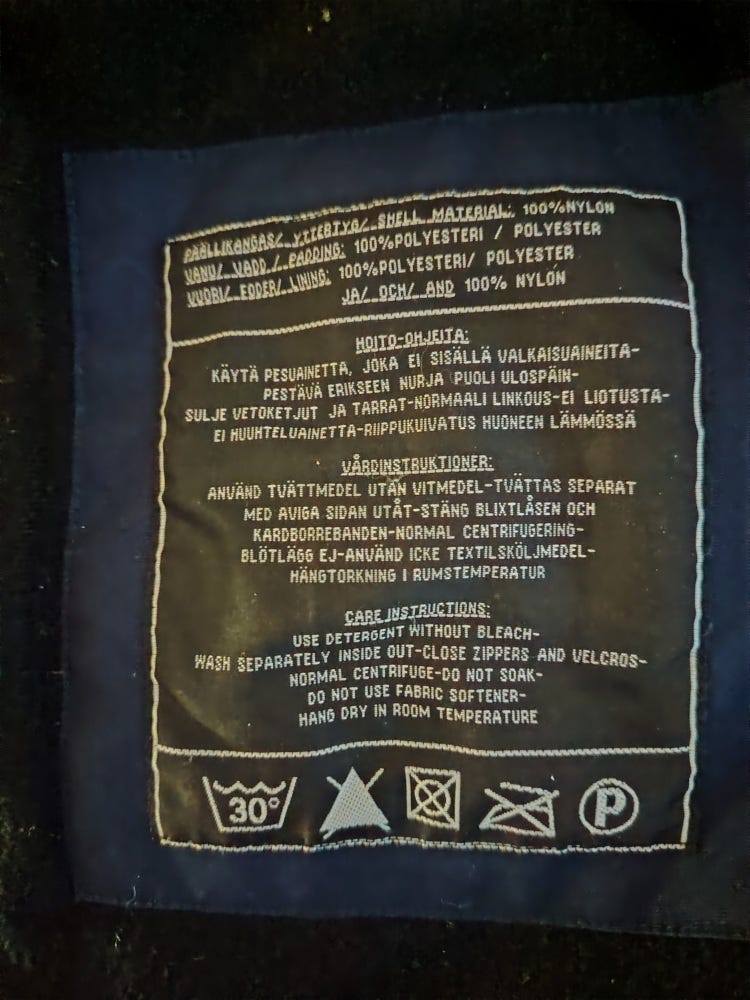 PÄÄLLIKANGAS/ YTTERTYG/ SHELL MATERIAL: 100%NYLON
VANU/ VADD / PADDING: 100%POLYESTERI / POLYESTER
VUORI/ FODER/ LINING: 100%POLYESTERI/ POLYESTER
JA/ OCH/ AND 100% NYLON
HOITO-OHJEITA:
KÄYTÄ PESUAINETTA, JOKA EI SISÄLLÄ VALKAISUAINEITA-
PESTÄVÄ ERIKSEEN NURJA PUOLI ULOSPÄIN-
SULJE VETOKETJUT JA TARRAT-NORMAALI LINKOUS-EI LIOTUSTA-
EI HUUHTELUAINETTA-RIIPPUKUIVATUS HUONEEN LÄMMÖSSÄ
VÅRDINSTRUKTIONER:
ANVÄND TVÄTTMEDEL UTAN VITMEDEL-TVÄTTAS SEPARAT
MED AVIGA SIDAN UTÅT-STÄNG BLIXTLÅSEN OCH
KARDBORREBANDEN-NORMAL CENTRIFUGERING-
BLÖTLÄGG EJ-ANVÄND ICKE TEXTILSKÖLJMEDEL-
HÄNGTORKNING I RUMSTEMPERATUR
CARE INSTRUCTIONS:
USE DETERGENT WITHOUT BLEACH-
WASH SEPARATELY INSIDE OUT-CLOSE ZIPPERS AND VELCROS-
NORMAL CENTRIFUGE-DO NOT SOAK-
DO NOT USE FABRIC SOFTENER-
HANG DRY IN ROOM TEMPERATURE
30° P